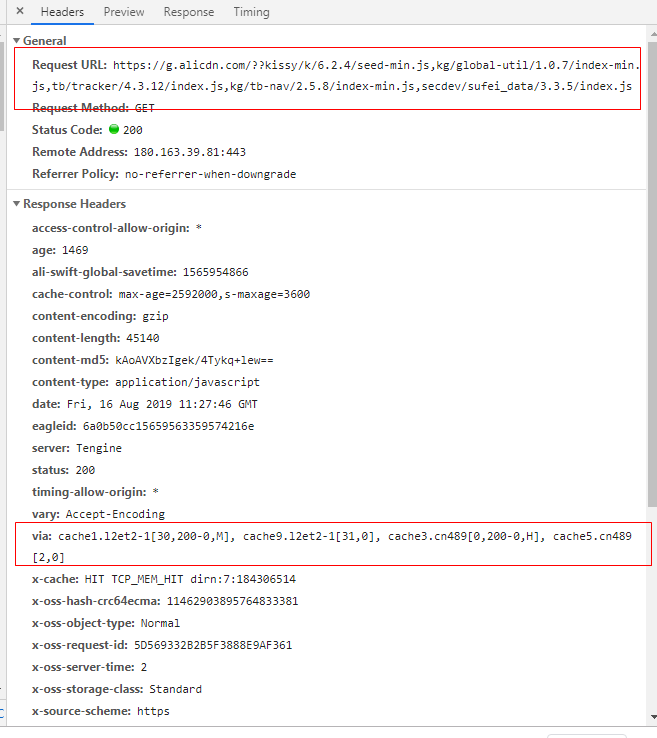 × Headers Preview Response Timing
▼ General
Request URL: https://g.alicdn.com/??kissy/k/6.2.4/seed-min.js,kg/global-util/1.0.7/index-min.
js,tb/tracker/4.3.12/index.js,kg/tb-nav/2.5.8/index-min.js,secdev/sufei_data/3.3.5/index.js
Request Method: GET
Status Code: 200
Remote Address: 180.163.39.81:443
Referrer Policy: no-referrer-when-downgrade
▼ Response Headers
access-control-allow-origin: *
age: 1469
ali-swift-global-savetime: 1565954866
cache-control: max-age=2592000,s-maxage=3600
content-encoding: gzip
content-length: 45140
content-md5: kAoAVXbzIgek/4Tykq+lew==
content-type: application/javascript
date: Fri, 16 Aug 2019 11:27:46 GMT
eagleid: 6a0b50cc15659563359574216e
server: Tengine
status: 200
timing-allow-origin: *
vary: Accept-Encoding
via: cache1.l2et2-1[30,200-0,M], cache9.l2et2-1[31,0], cache3.cn489[0,200-0,H], cache5.cn489
[2,0]
x-cache: HIT TCP_MEM_HIT dirn:7:184306514
x-oss-hash-crc64ecma: 11462903895764833381
x-oss-object-type: Normal
x-oss-request-id: 5D569332B2B5F3888E9AF361
x-oss-server-time: 2
x-oss-storage-class: Standard
x-source-scheme: https